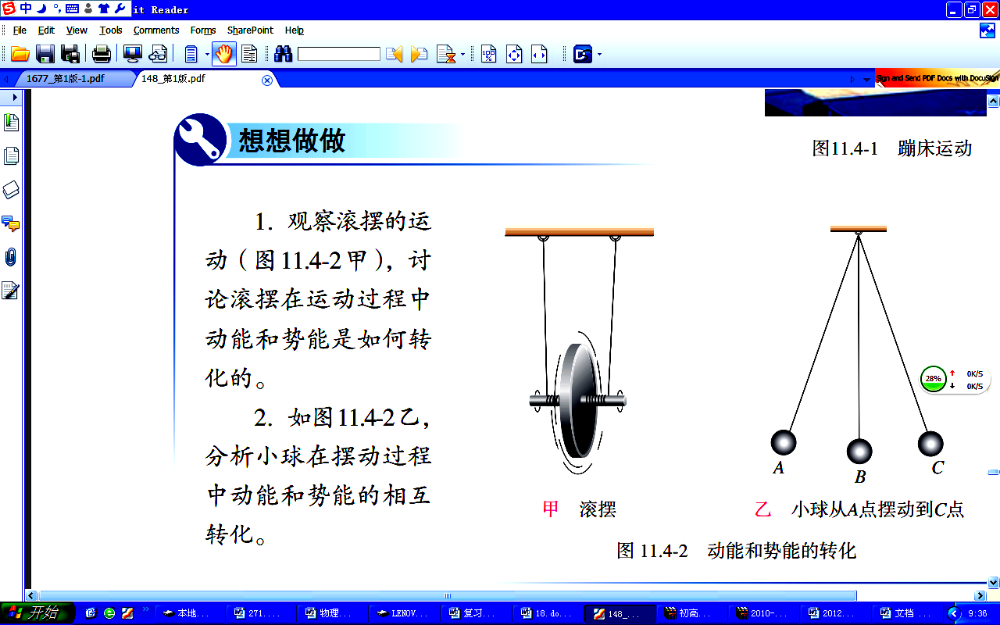 中
it Reader
File Edit View Tools Comments Forms SharePoint Help
1677_第1版-1.pdf
148_第1版.pdf
Sign and Send PDF Docs with DocuSign
想想做做
图11.4-1 蹦床运动
1. 观察滚摆的运
动（图11.4-2甲），讨
论滚摆在运动过程中
动能和势能是如何转
化的。
2. 如图11.4-2乙，
分析小球在摆动过程
中动能和势能的相互
转化。
28%
0K/S
0K/S
A
B
C
甲 滚摆
乙 小球从A点摆动到C点
图 11.4-2 动能和势能的转化
开始
本地...
271....
物理...
LENOV...
复习...
18. do...
148_...
初高...
2010-...
2012...
文档 ...
9:36